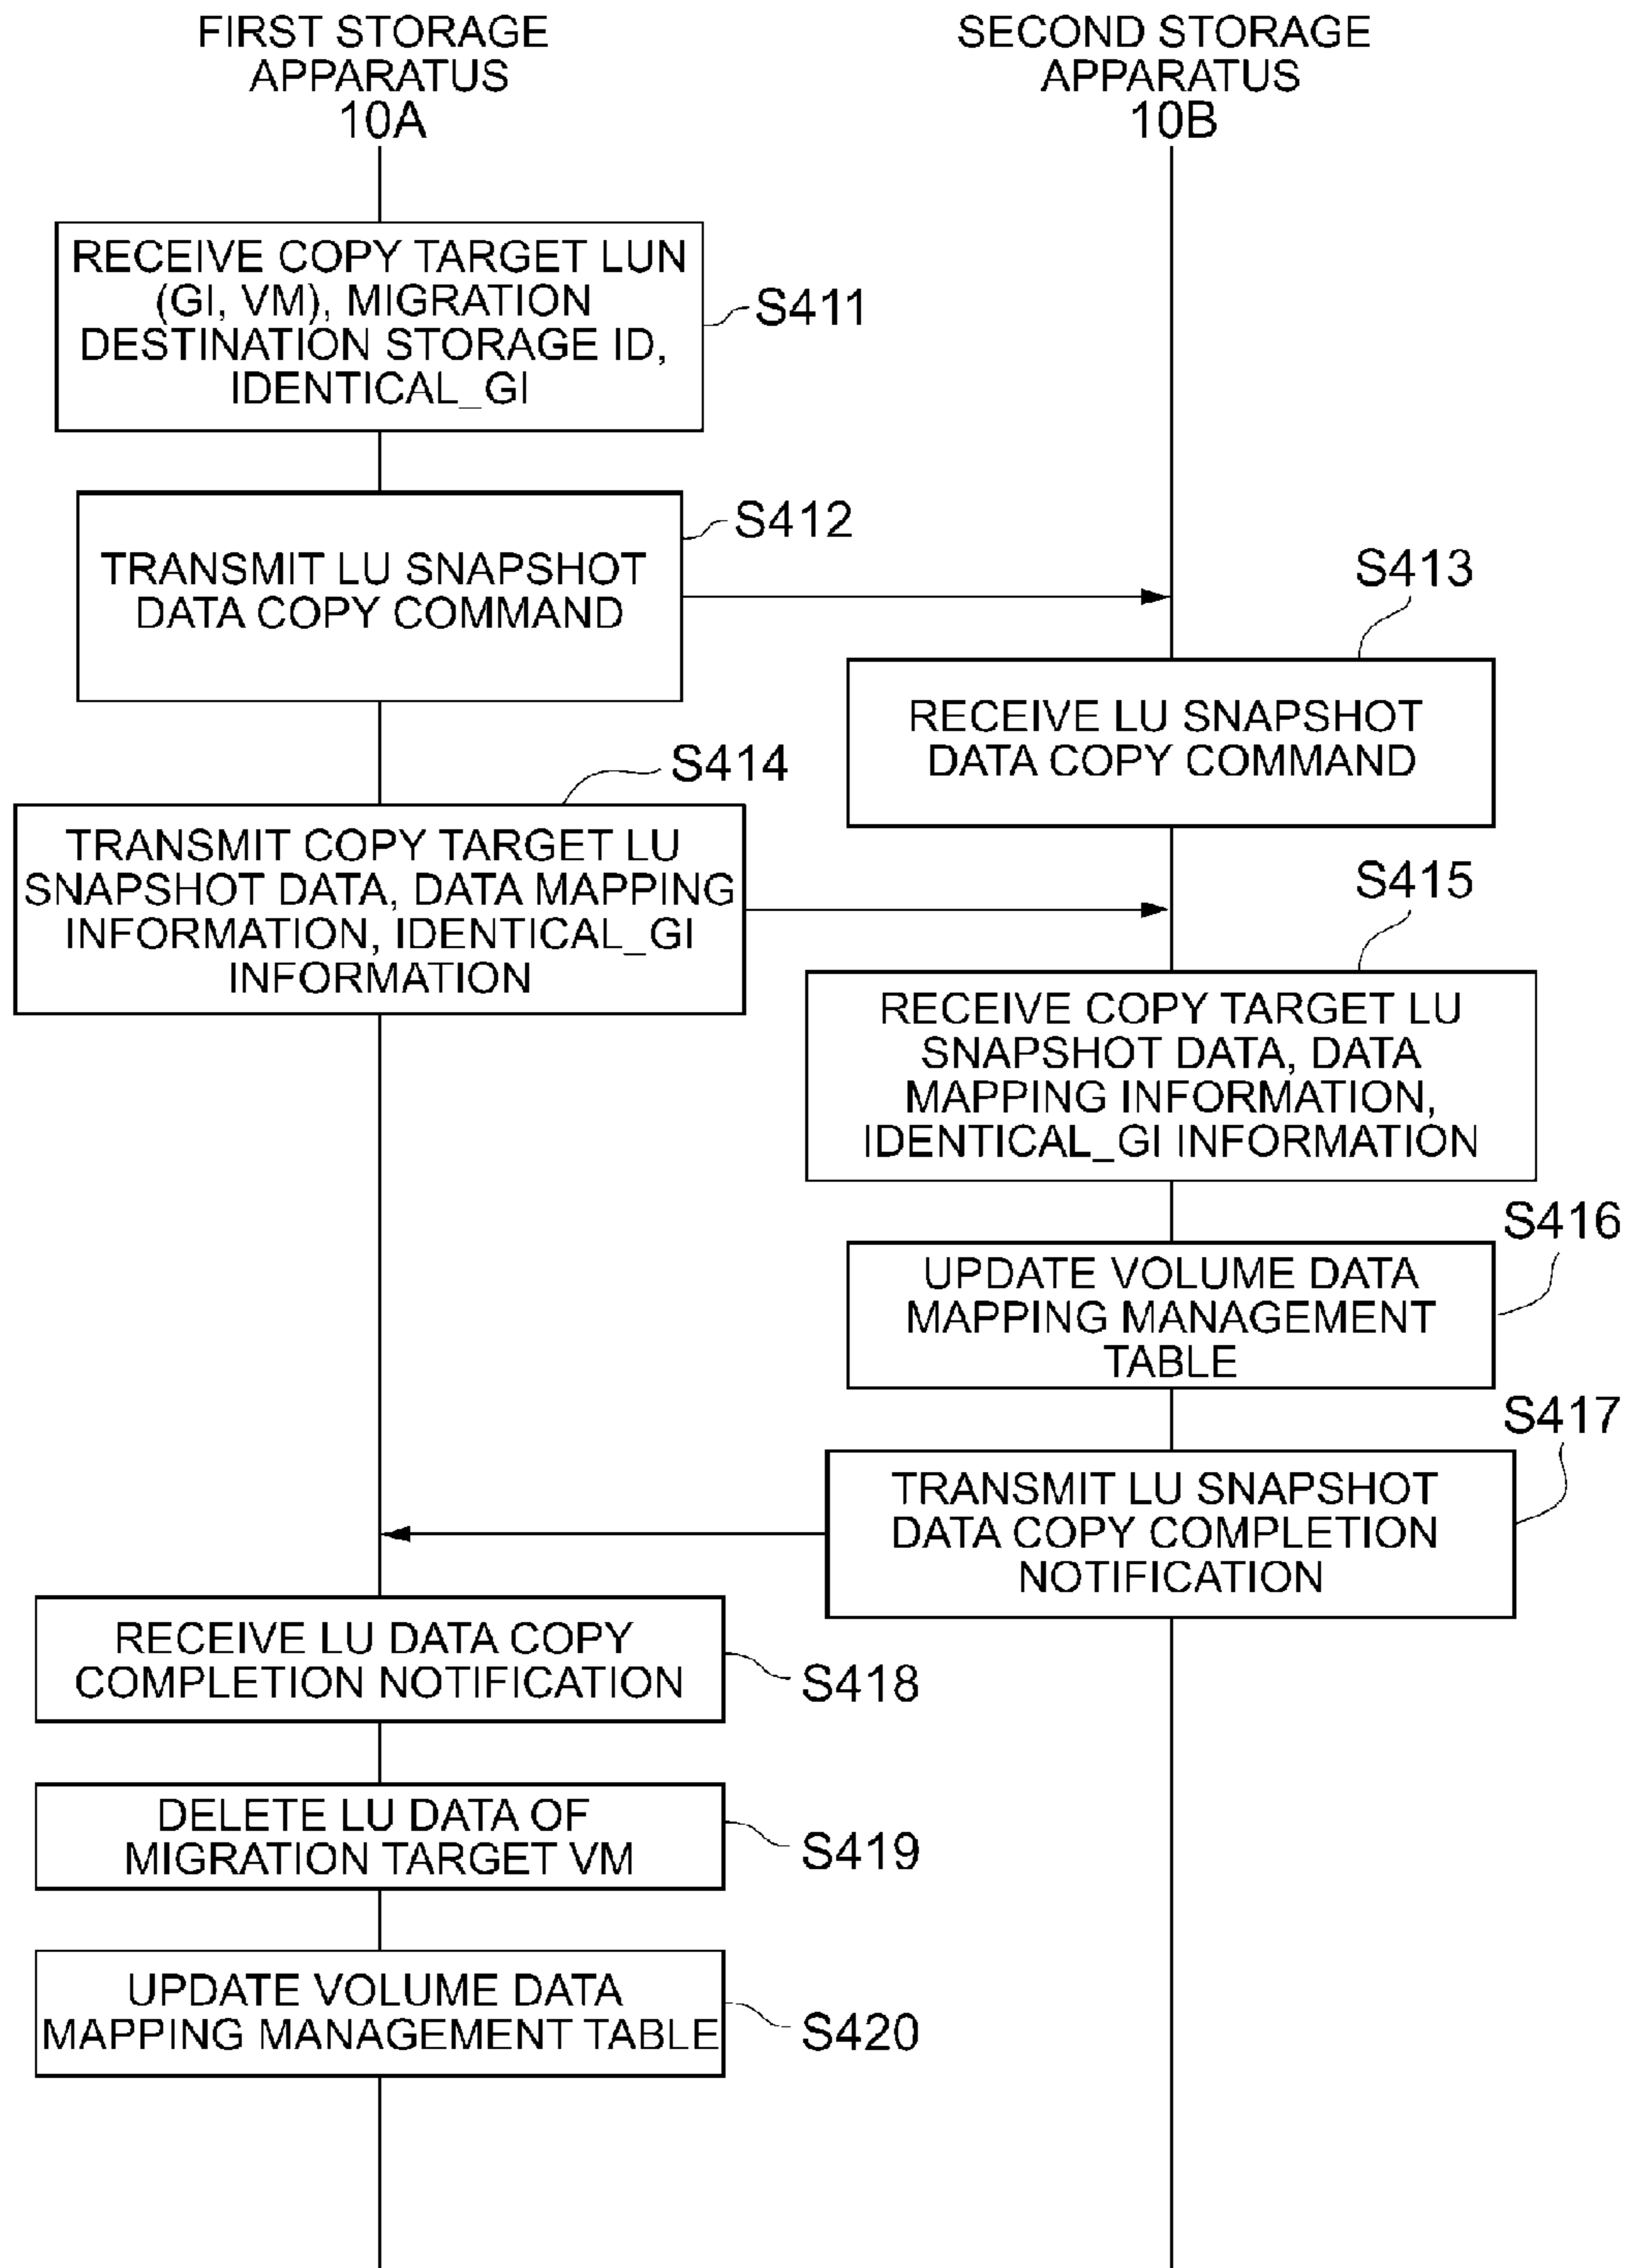 FIRST STORAGE
APPARATUS
10A
SECOND STORAGE
APPARATUS
10B
RECEIVE COPY TARGET LUN
(GI, VM), MIGRATION
DESTINATION STORAGE ID,
IDENTICAL_GI
S411
TRANSMIT LU SNAPSHOT
DATA COPY COMMAND
S412
S413
RECEIVE LU SNAPSHOT
DATA COPY COMMAND
S414
TRANSMIT COPY TARGET LU
SNAPSHOT DATA, DATA MAPPING
INFORMATION, IDENTICAL_GI
INFORMATION
S415
RECEIVE COPY TARGET LU
SNAPSHOT DATA, DATA
MAPPING INFORMATION,
IDENTICAL_GI INFORMATION
S416
UPDATE VOLUME DATA
MAPPING MANAGEMENT
TABLE
S417
TRANSMIT LU SNAPSHOT
DATA COPY COMPLETION
NOTIFICATION
RECEIVE LU DATA COPY
COMPLETION NOTIFICATION
S418
DELETE LU DATA OF
MIGRATION TARGET VM
S419
UPDATE VOLUME DATA
MAPPING MANAGEMENT TABLE
S420